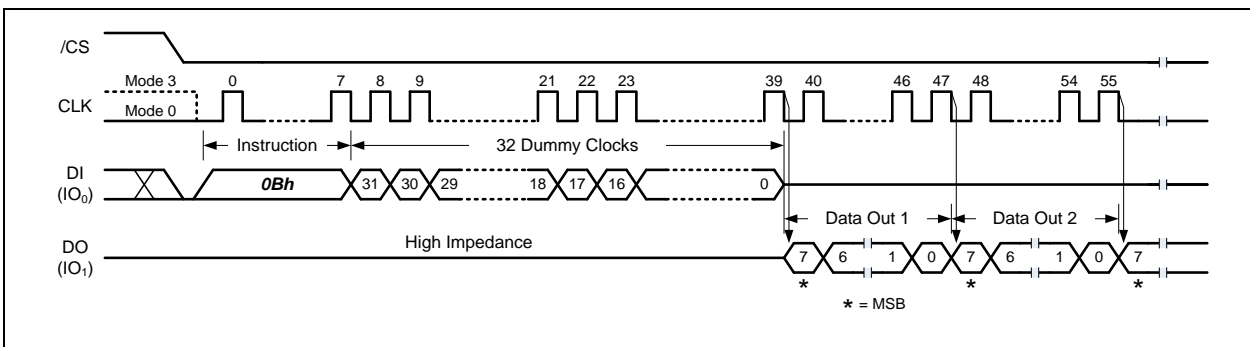 /CS
Mode 3 0 7 8 9 21 22 23 39 40 46 47 48 54 55
CLK Mode 0
Instruction 32 Dummy Clocks
DI 0Bh 31 30 29 18 17 16 0
(IO0)
Data Out 1 Data Out 2
DO High Impedance 7 6 1 0 7 6 1 0 7
(IO1)
* * *
* = MSB